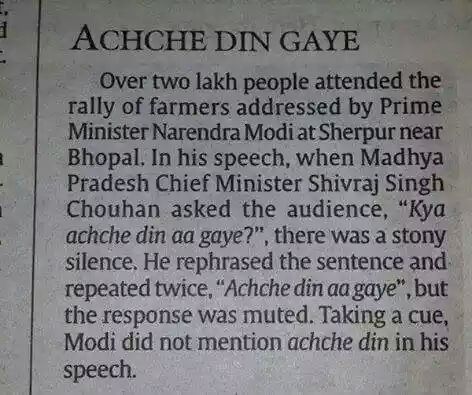 ACHCHE DIN GAYE
Over two lakh people attended the
rally of farmers addressed by Prime
Minister Narendra Modi at Sherpur near
Bhopal. In his speech, when Madhya
Pradesh Chief Minister Shivraj Singh
Chouhan asked the audience, “Kya
achche din aa gaye?”, there was a stony
silence. He rephrased the sentence and
repeated twice, “Achche din aa gaye”, but
the response was muted. Taking a cue,
Modi did not mention achche din in his
speech.